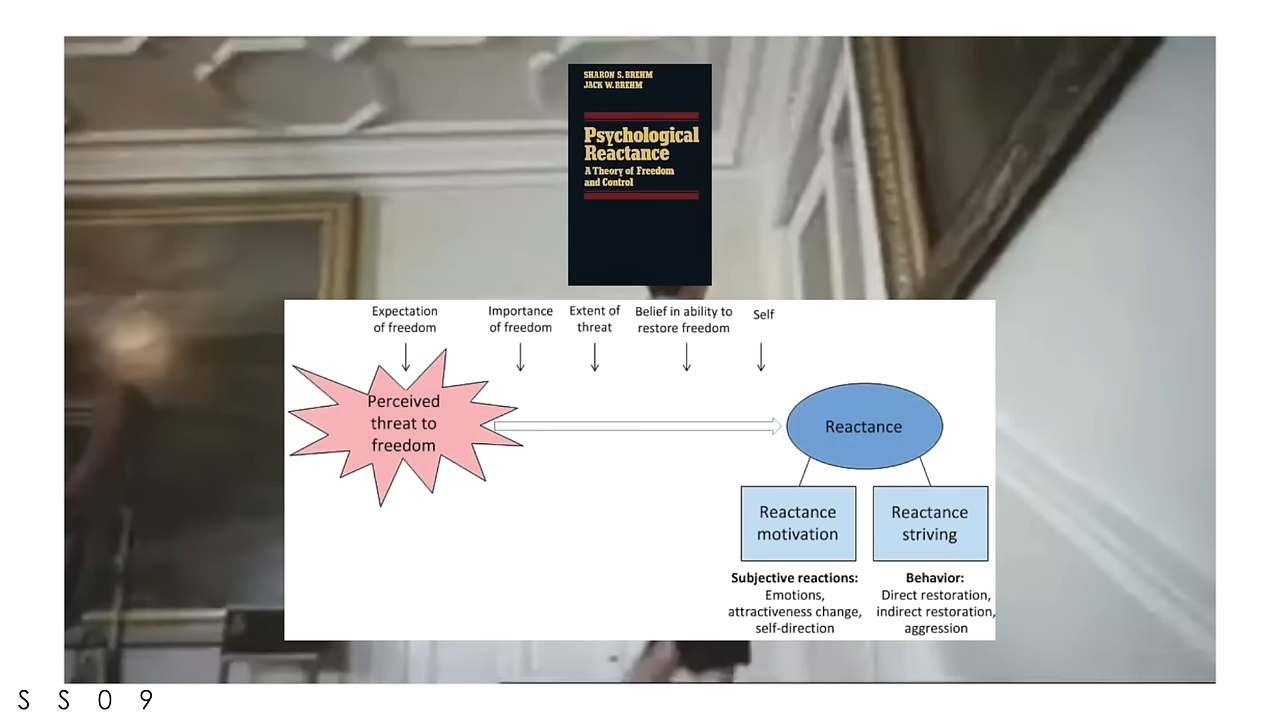 SHARON S. BREHM
JACK W. BREHM
Psychological
Reactance
A Theory of Freedom
and Control
Expectation
of freedom
Importance
of freedom
Extent of
threat
Belief in ability to
restore freedom
Self
Perceived
threat to
freedom
Reactance
Reactance
motivation
Reactance
striving
Subjective reactions:
Emotions,
attractiveness change,
self-direction
Behavior:
Direct restoration,
indirect restoration,
aggression
S S 0 9